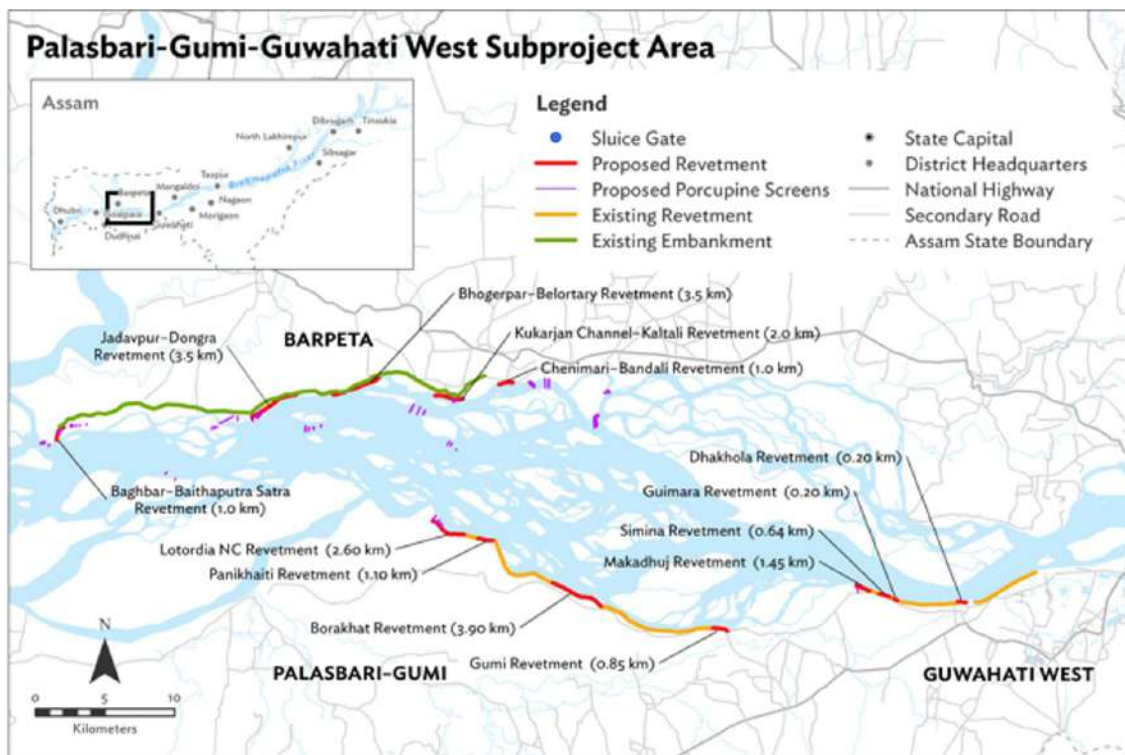 Palasbari-Gumi-Guwahati West Subproject Area
Assam
North Lakhimpur
Dibrugarh
Tinsukia
Sibsagar
Tezpur
Brahmaputra River
Barpeta
Mangaldoi
Nagaon
Dhubri
Goalpara
Guwahati
Morigaon
Dudhnai
Legend
Sluice Gate
Proposed Revetment
Proposed Porcupine Screens
Existing Revetment
Existing Embankment
State Capital
District Headquarters
National Highway
Secondary Road
Assam State Boundary
Bhogerpar–Belortary Revetment (3.5 km)
Jadavpur–Dongra
Revetment (3.5 km)
BARPETA
Kukarjan Channel–Kaltali Revetment (2.0 km)
Chenimari–Bandali Revetment (1.0 km)
Dhakhola Revetment (0.20 km)
Baghbar–Baithaputra Satra
Revetment (1.0 km)
Guimara Revetment (0.20 km)
Simina Revetment (0.64 km)
Makadhuj Revetment (1.45 km)
Lotordia NC Revetment (2.60 km)
Panikhaiti Revetment (1.10 km)
Borakhat Revetment (3.90 km)
Gumi Revetment (0.85 km)
PALASBARI–GUMI
GUWAHATI WEST
N
0 5 10
Kilometers